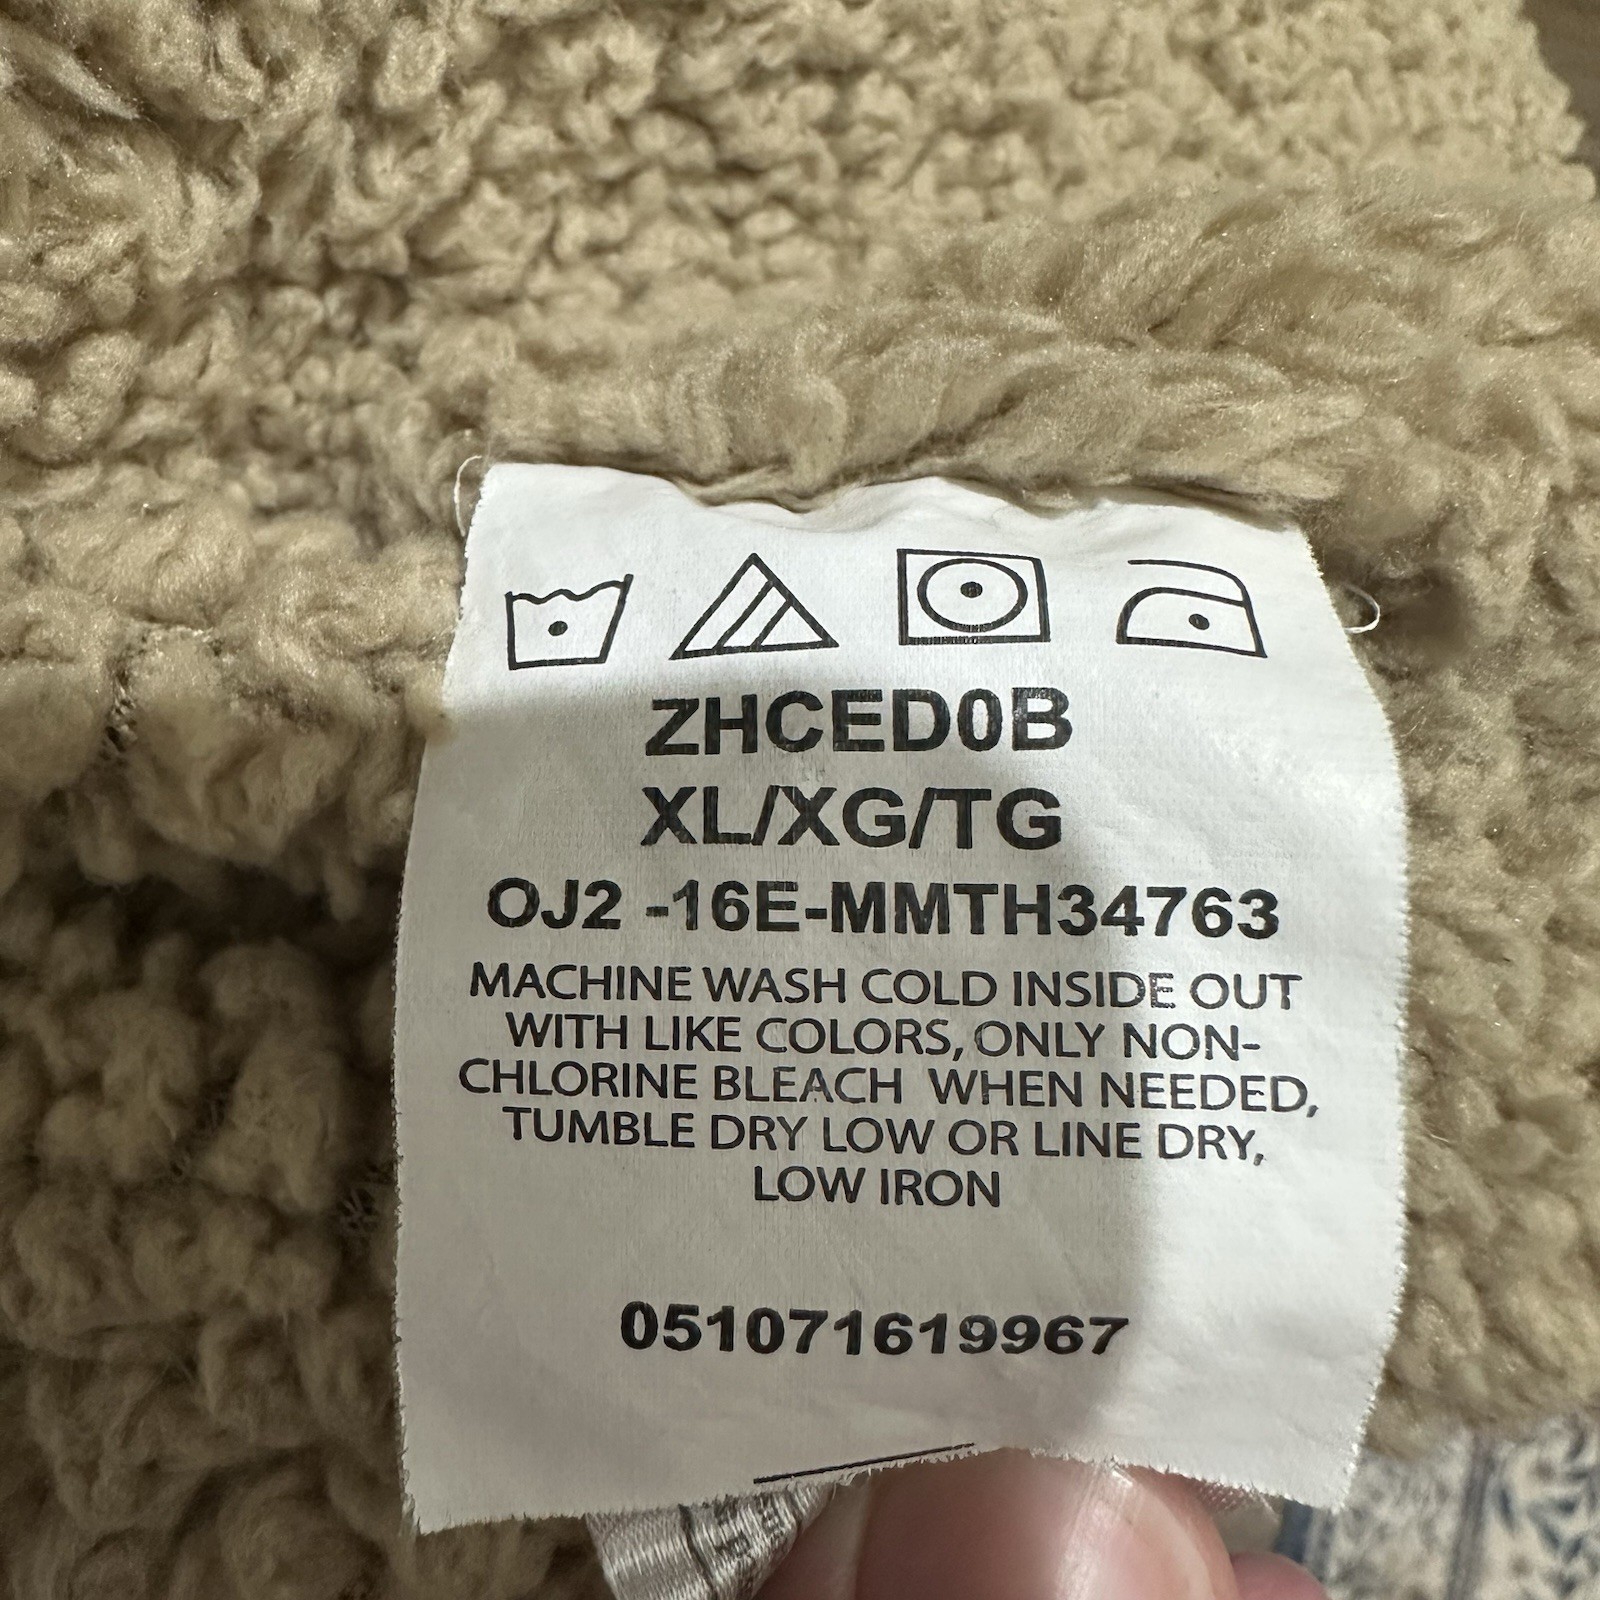 ZHCED0B
XL/XG/TG
OJ2 -16E-MMTH34763
MACHINE WASH COLD INSIDE OUT
WITH LIKE COLORS, ONLY NON-
CHLORINE BLEACH WHEN NEEDED,
TUMBLE DRY LOW OR LINE DRY,
LOW IRON
051071619967